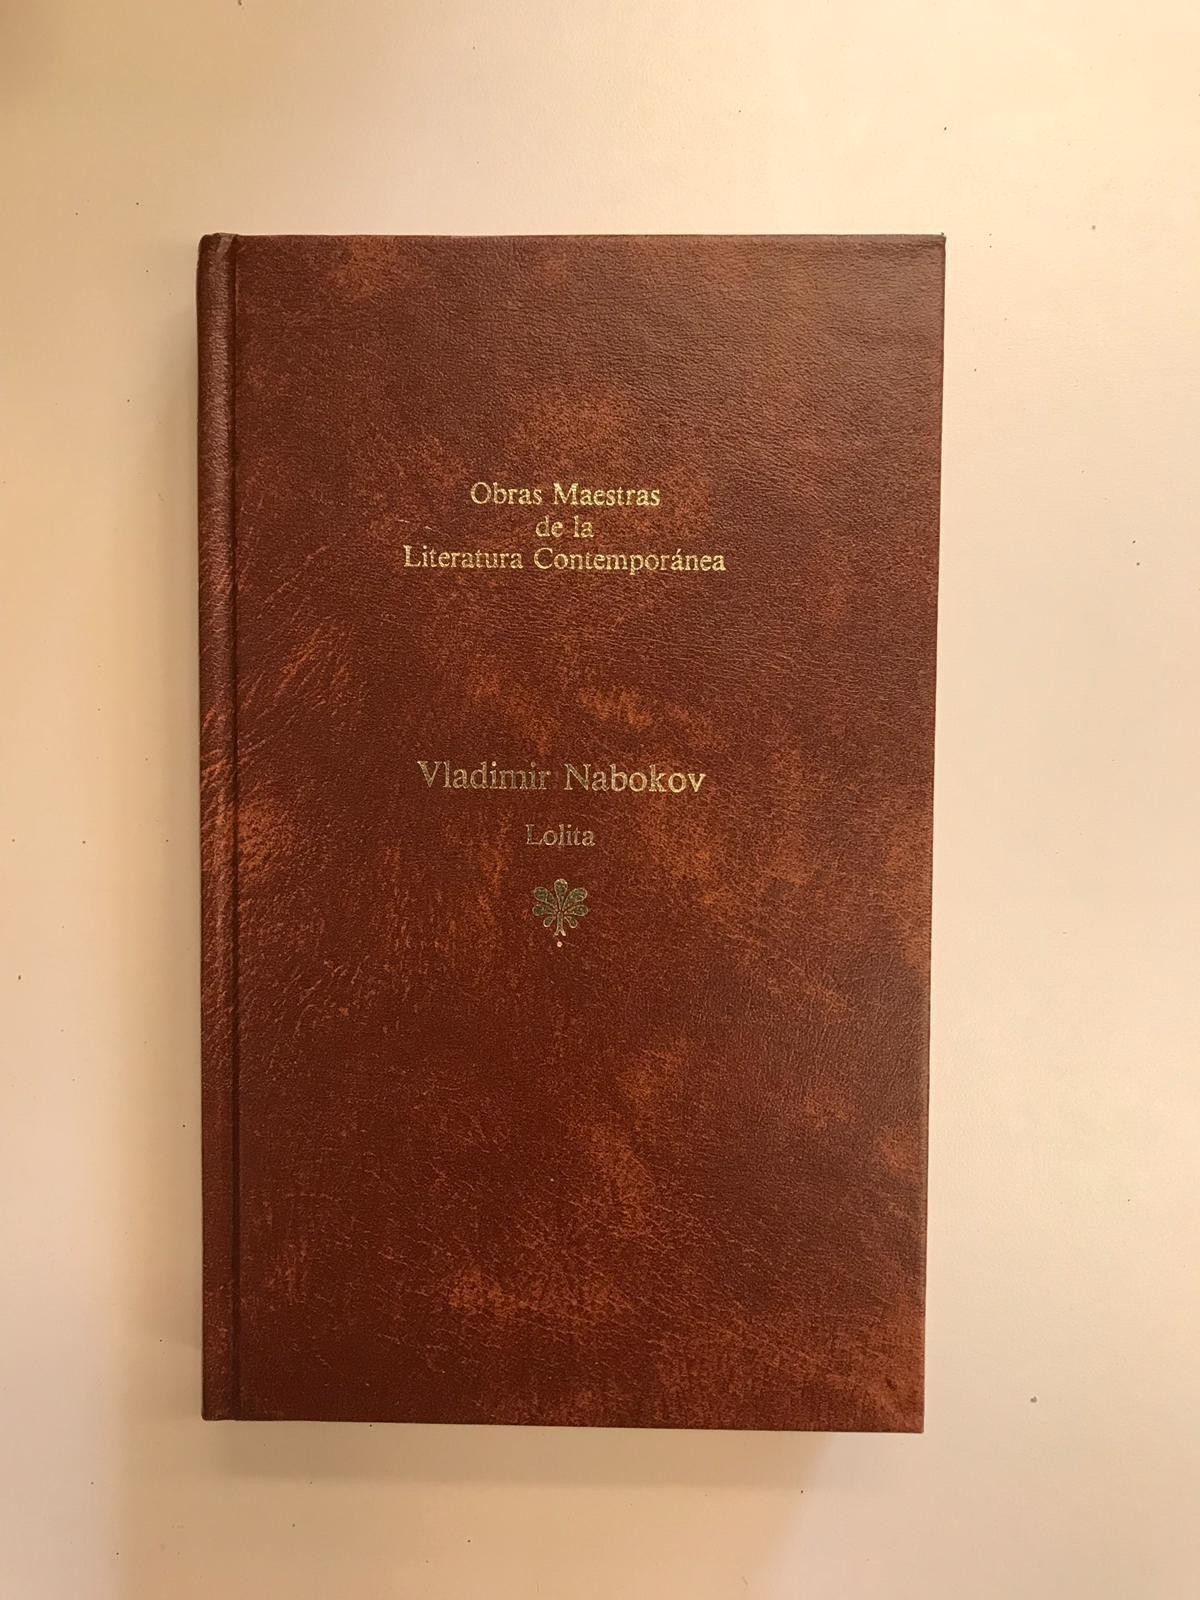 Obras Maestras
de la
Literatura Contemporánea
Vladimir Nabokov
Lolita